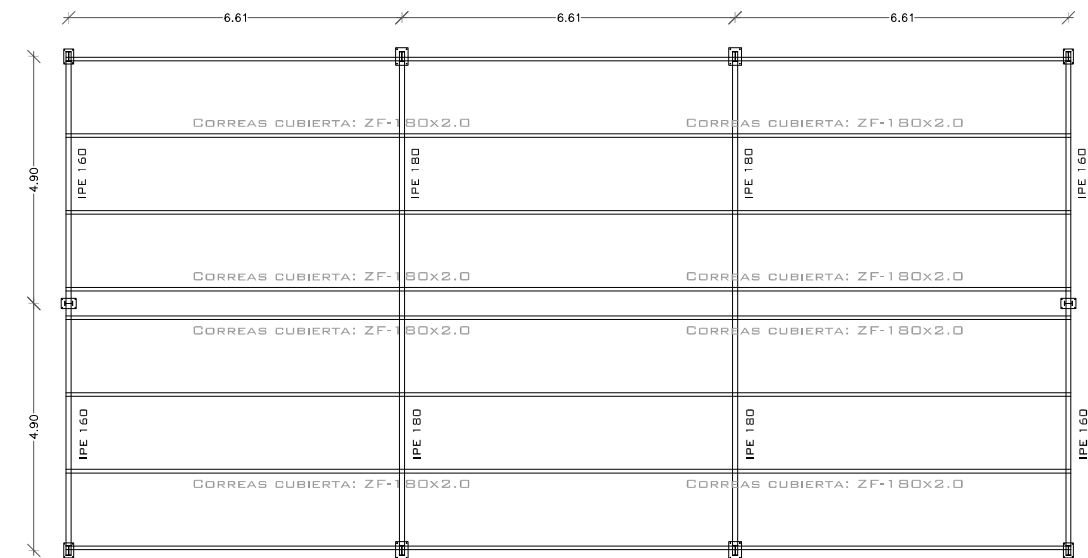 6.61 6.61 6.61
CORREAS CUBIERTA: ZF-180x2.0 CORREAS CUBIERTA: ZF-180x2.0
4.90
IPE 160 IPE 180 IPE 180 IPE 160
CORREAS CUBIERTA: ZF-180x2.0 CORREAS CUBIERTA: ZF-180x2.0
CORREAS CUBIERTA: ZF-180x2.0 CORREAS CUBIERTA: ZF-180x2.0
4.90
IPE 160 IPE 180 IPE 180 IPE 160
CORREAS CUBIERTA: ZF-180x2.0 CORREAS CUBIERTA: ZF-180x2.0